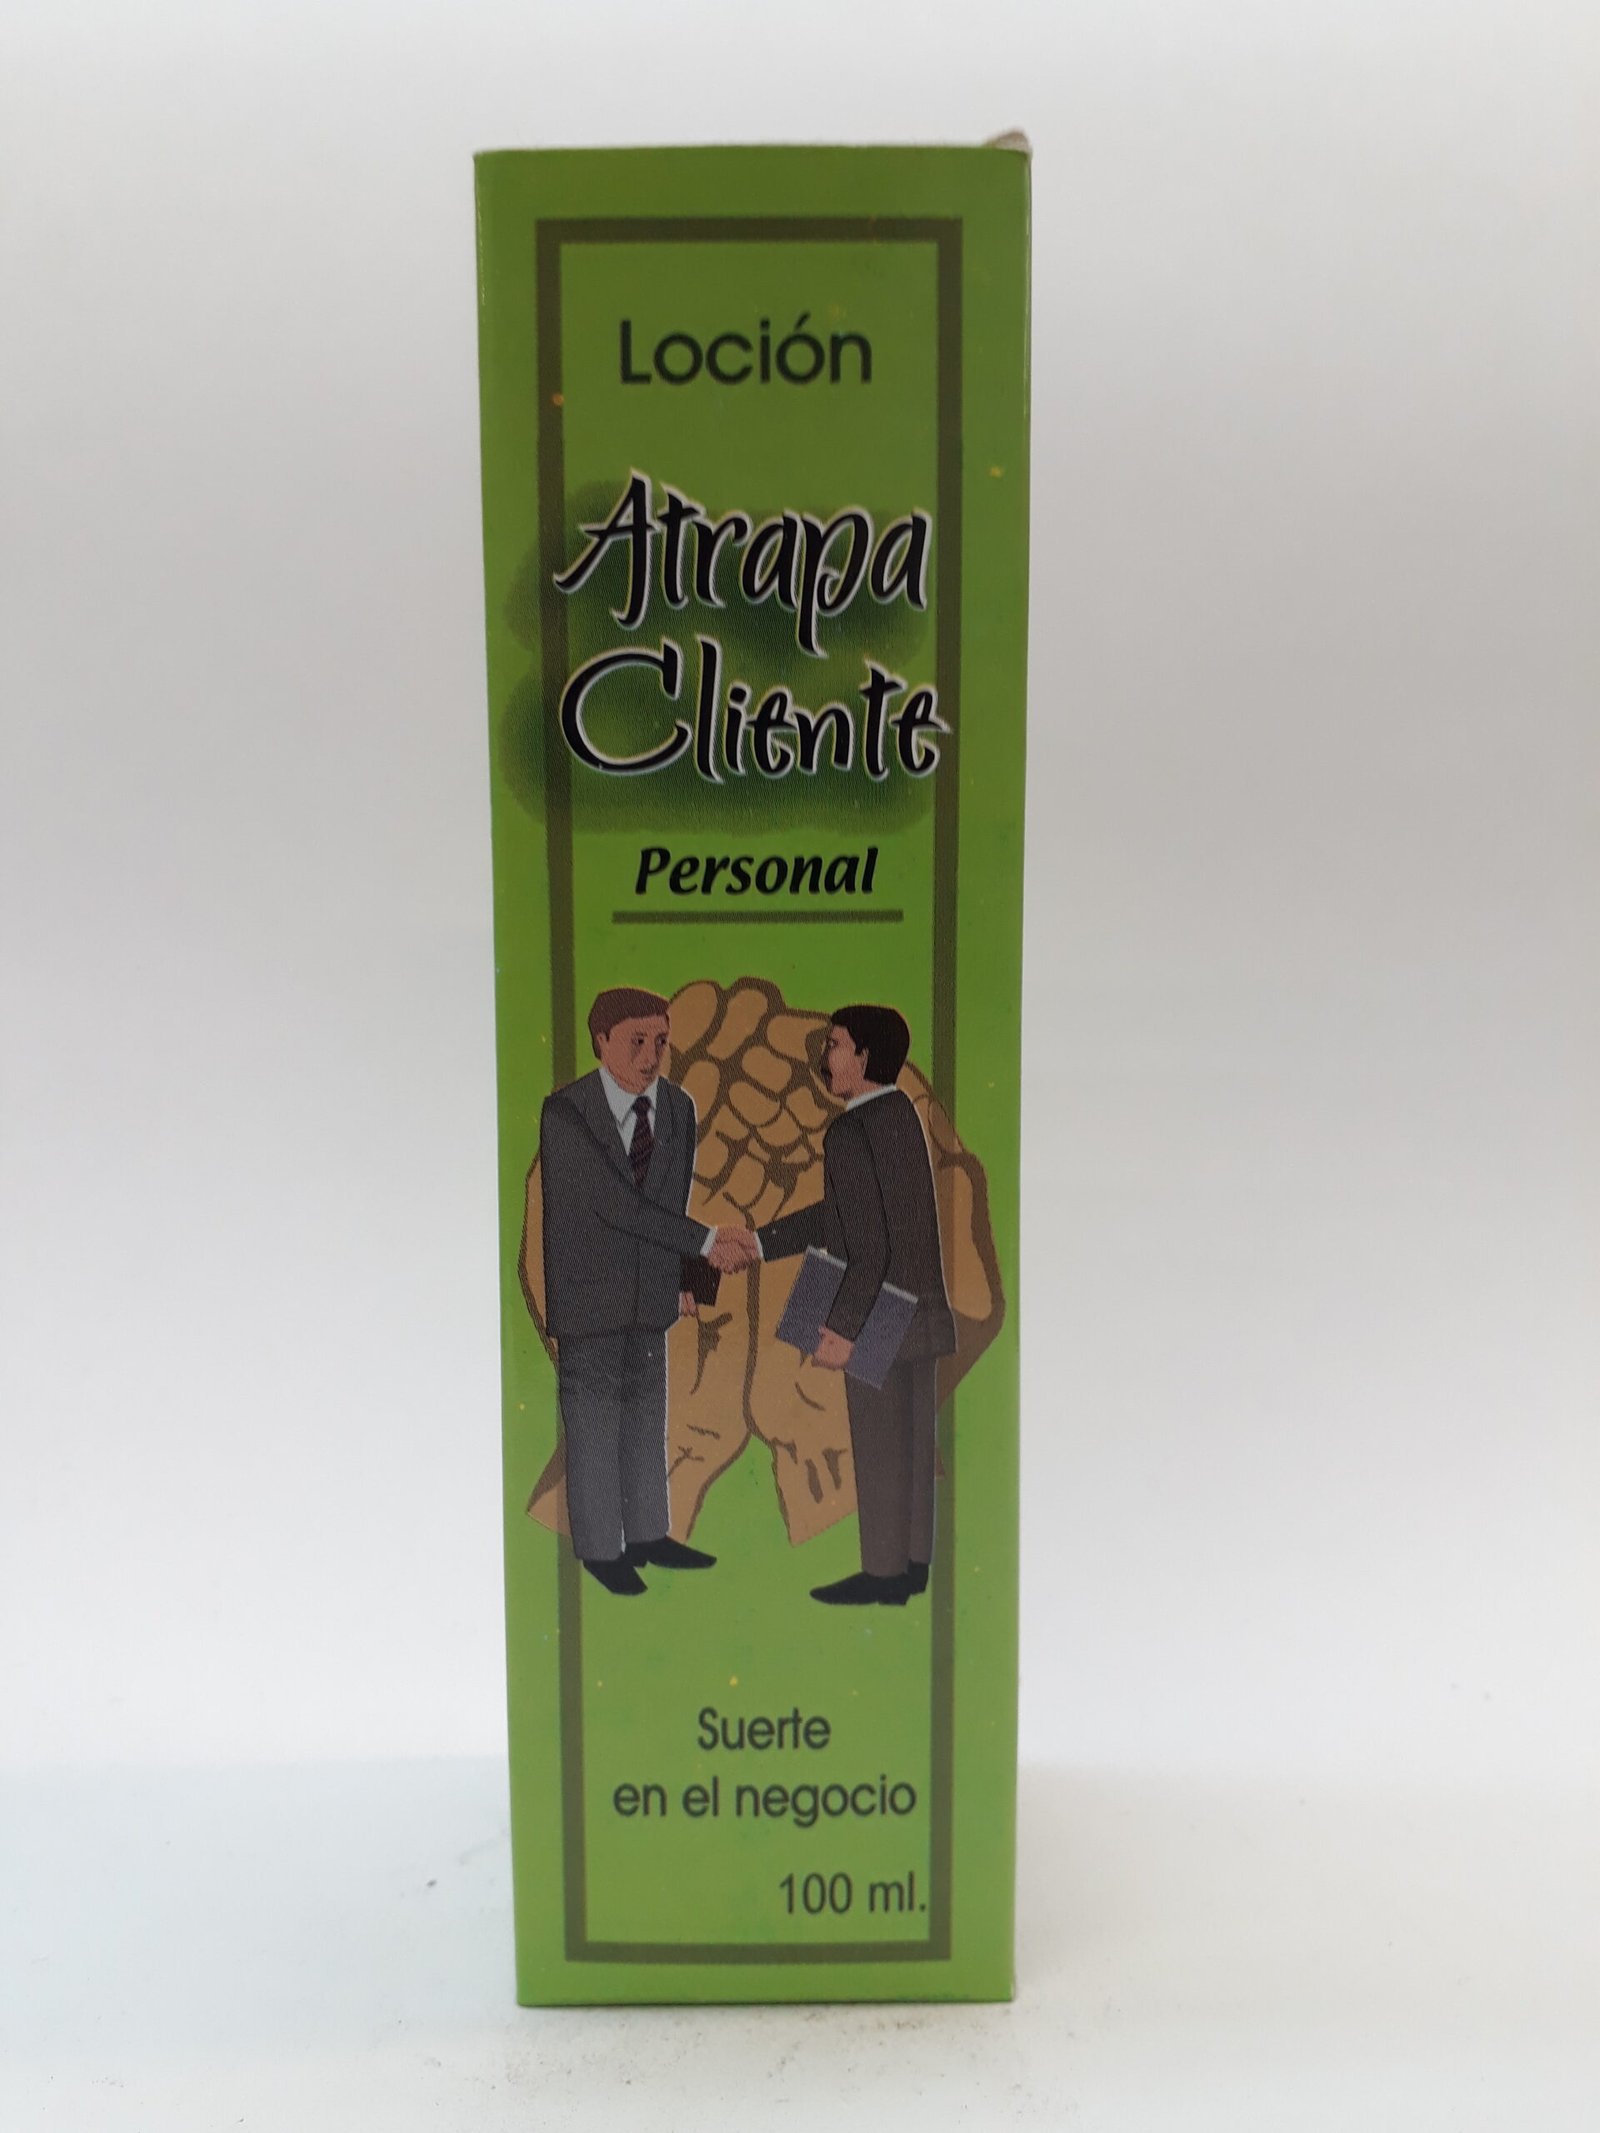 Loción
Atrapa
Cliente
Personal
Suerte
en el negocio
100 ml.